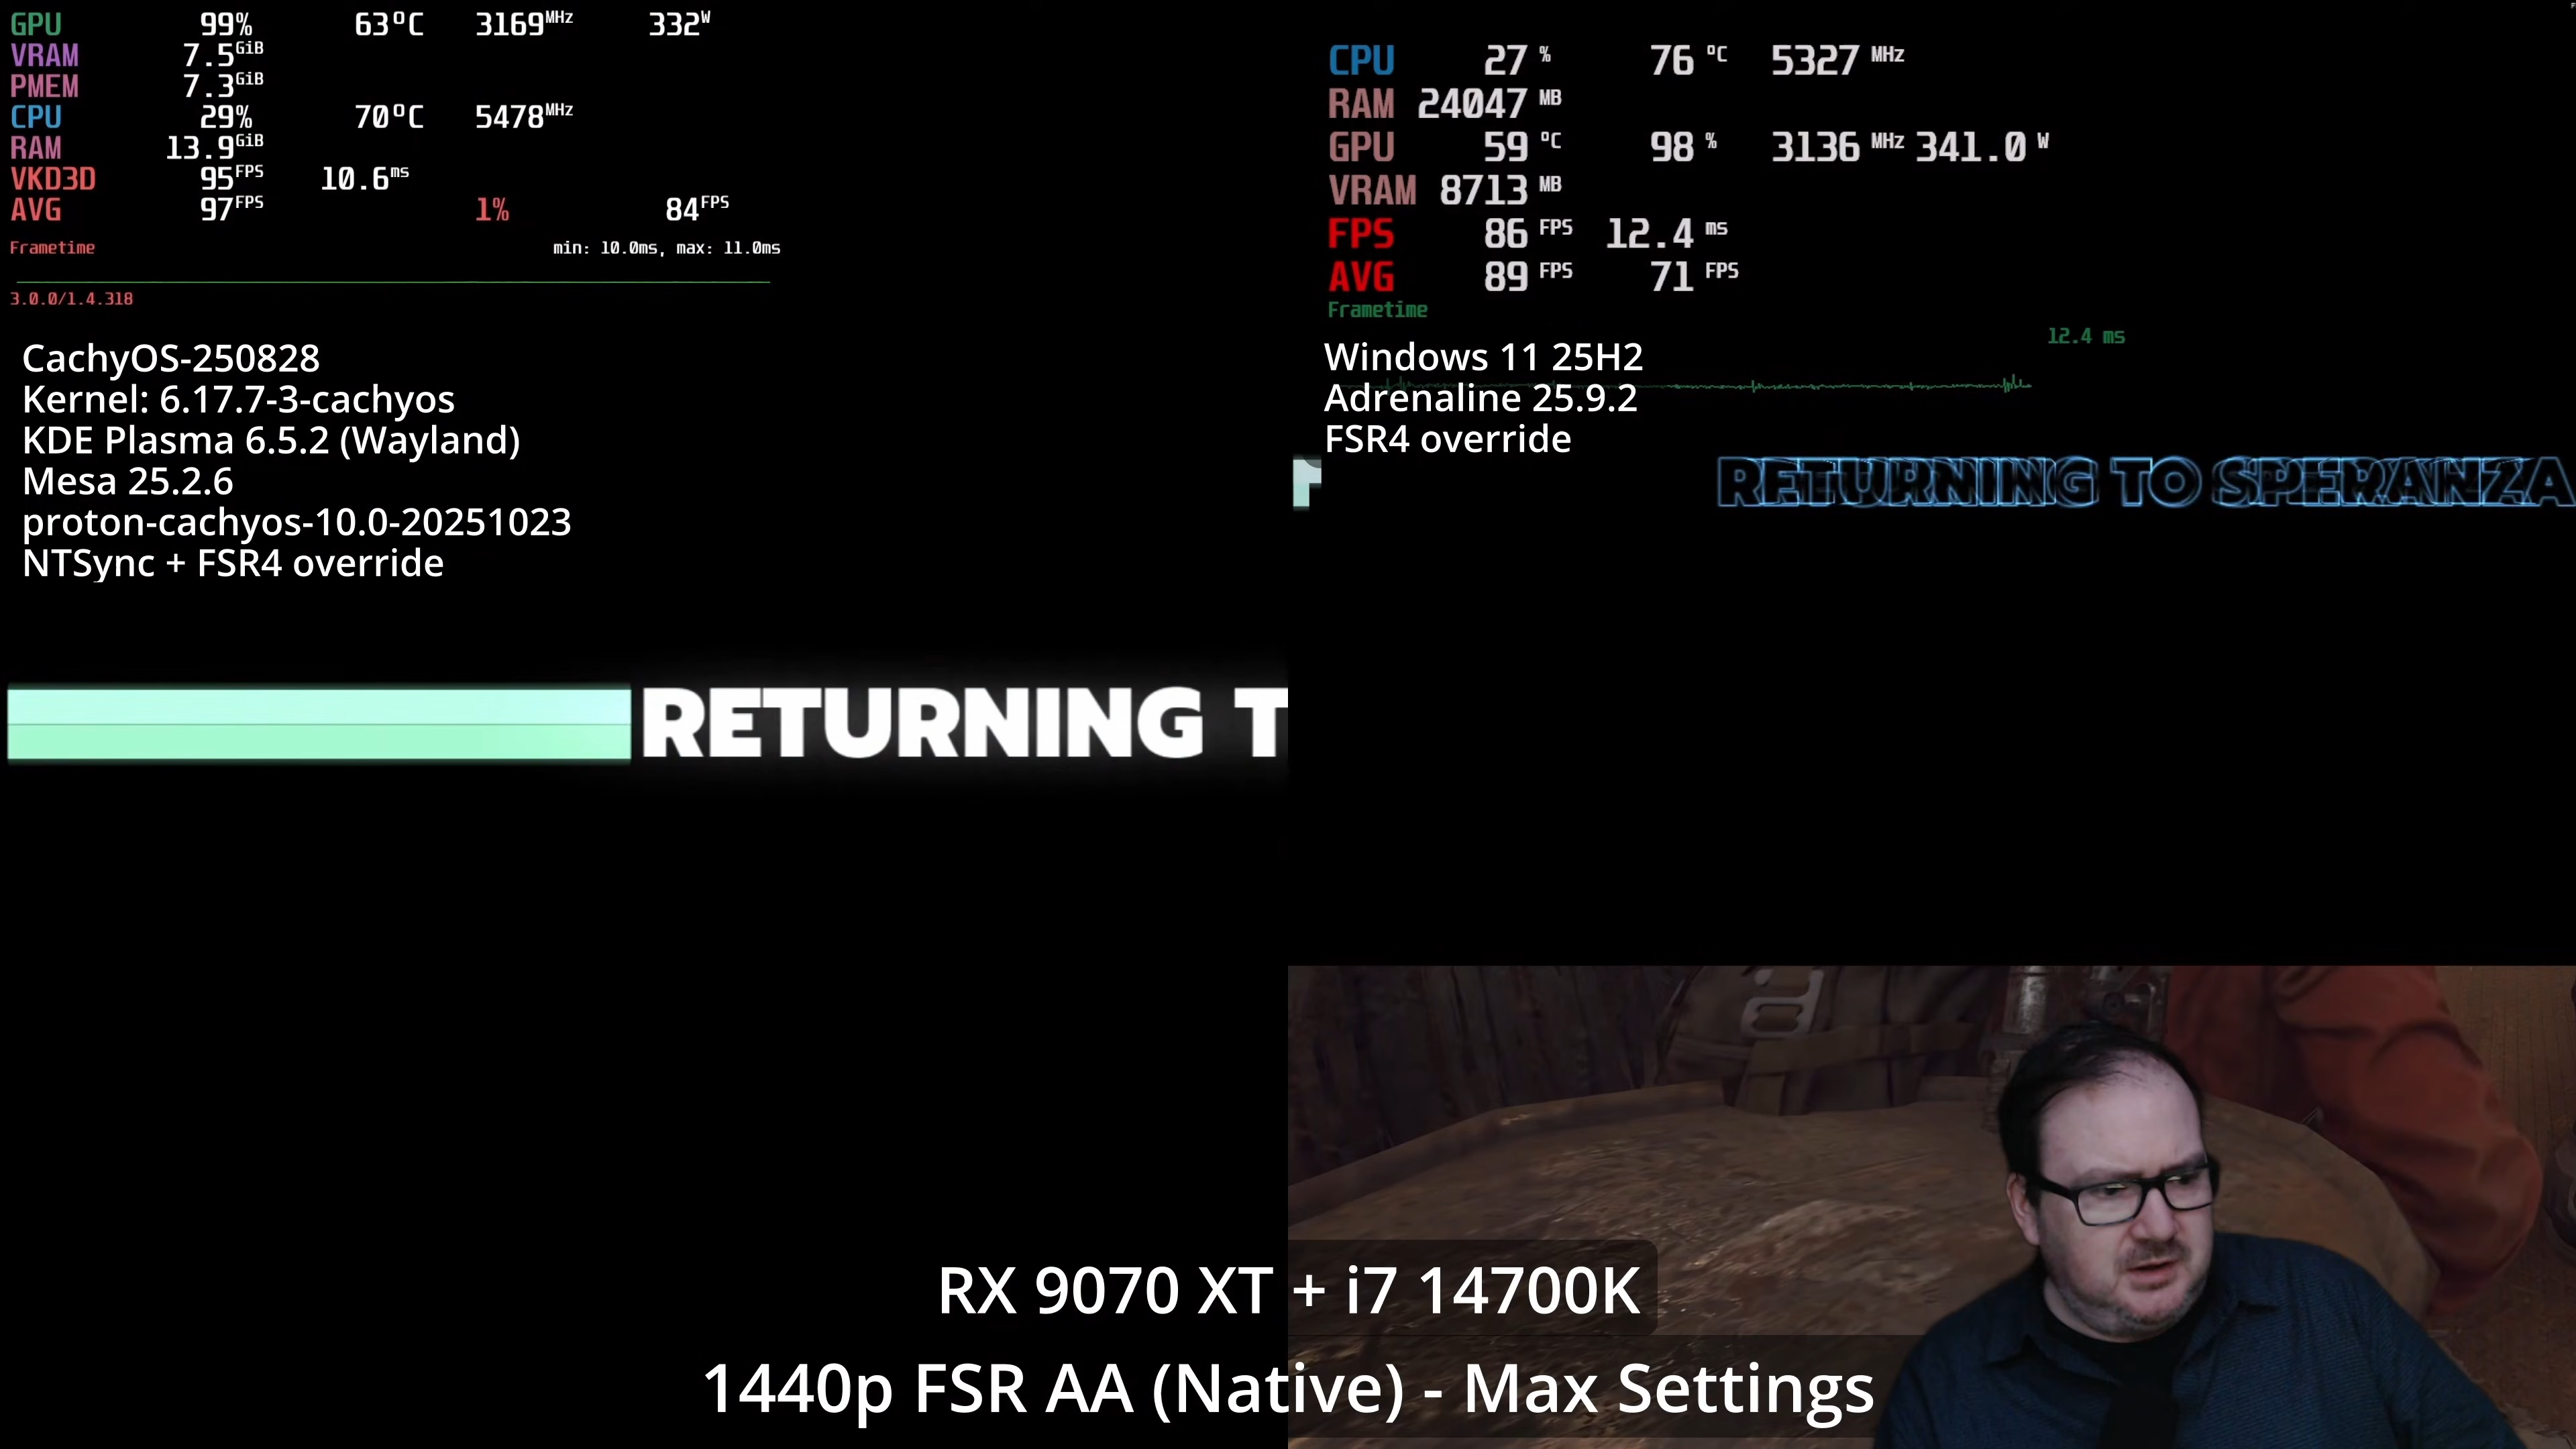 GPU 99% 63°C 3169MHz 332W
VRAM 7.5GiB
PMEM 7.3GiB
CPU 29% 70°C 5478MHz
RAM 13.9GiB
VKD3D 95FPS 10.6ms
AVG 97FPS 1% 84FPS
Frametime min: 10.0ms, max: 11.0ms
3.0.0/1.4.318
CachyOS-250828
Kernel: 6.17.7-3-cachyos
KDE Plasma 6.5.2 (Wayland)
Mesa 25.2.6
proton-cachyos-10.0-20251023
NTSync + FSR4 override
RETURNING T
CPU 27 % 76 °C 5327 MHz
RAM 24047 MB
GPU 59 °C 98 % 3136 MHz 341.0 W
VRAM 8713 MB
FPS 86 FPS 12.4 ms
AVG 89 FPS 71 FPS
Frametime
12.4 ms
Windows 11 25H2
Adrenaline 25.9.2
FSR4 override
RETURNING TO SPERANZA
RX 9070 XT + i7 14700K
1440p FSR AA (Native) - Max Settings